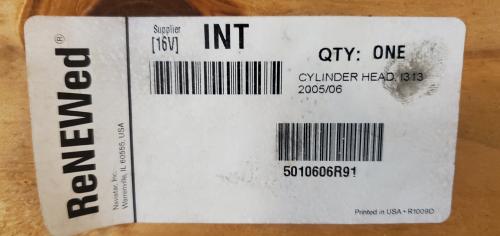 ReNEWed®
Navistar, Inc.
Warrenville, IL 60555, USA
Supplier
[16V]
INT
QTY: ONE
CYLINDER HEAD, I313
2005/06
5010606R91
Printed in USA • R1009D